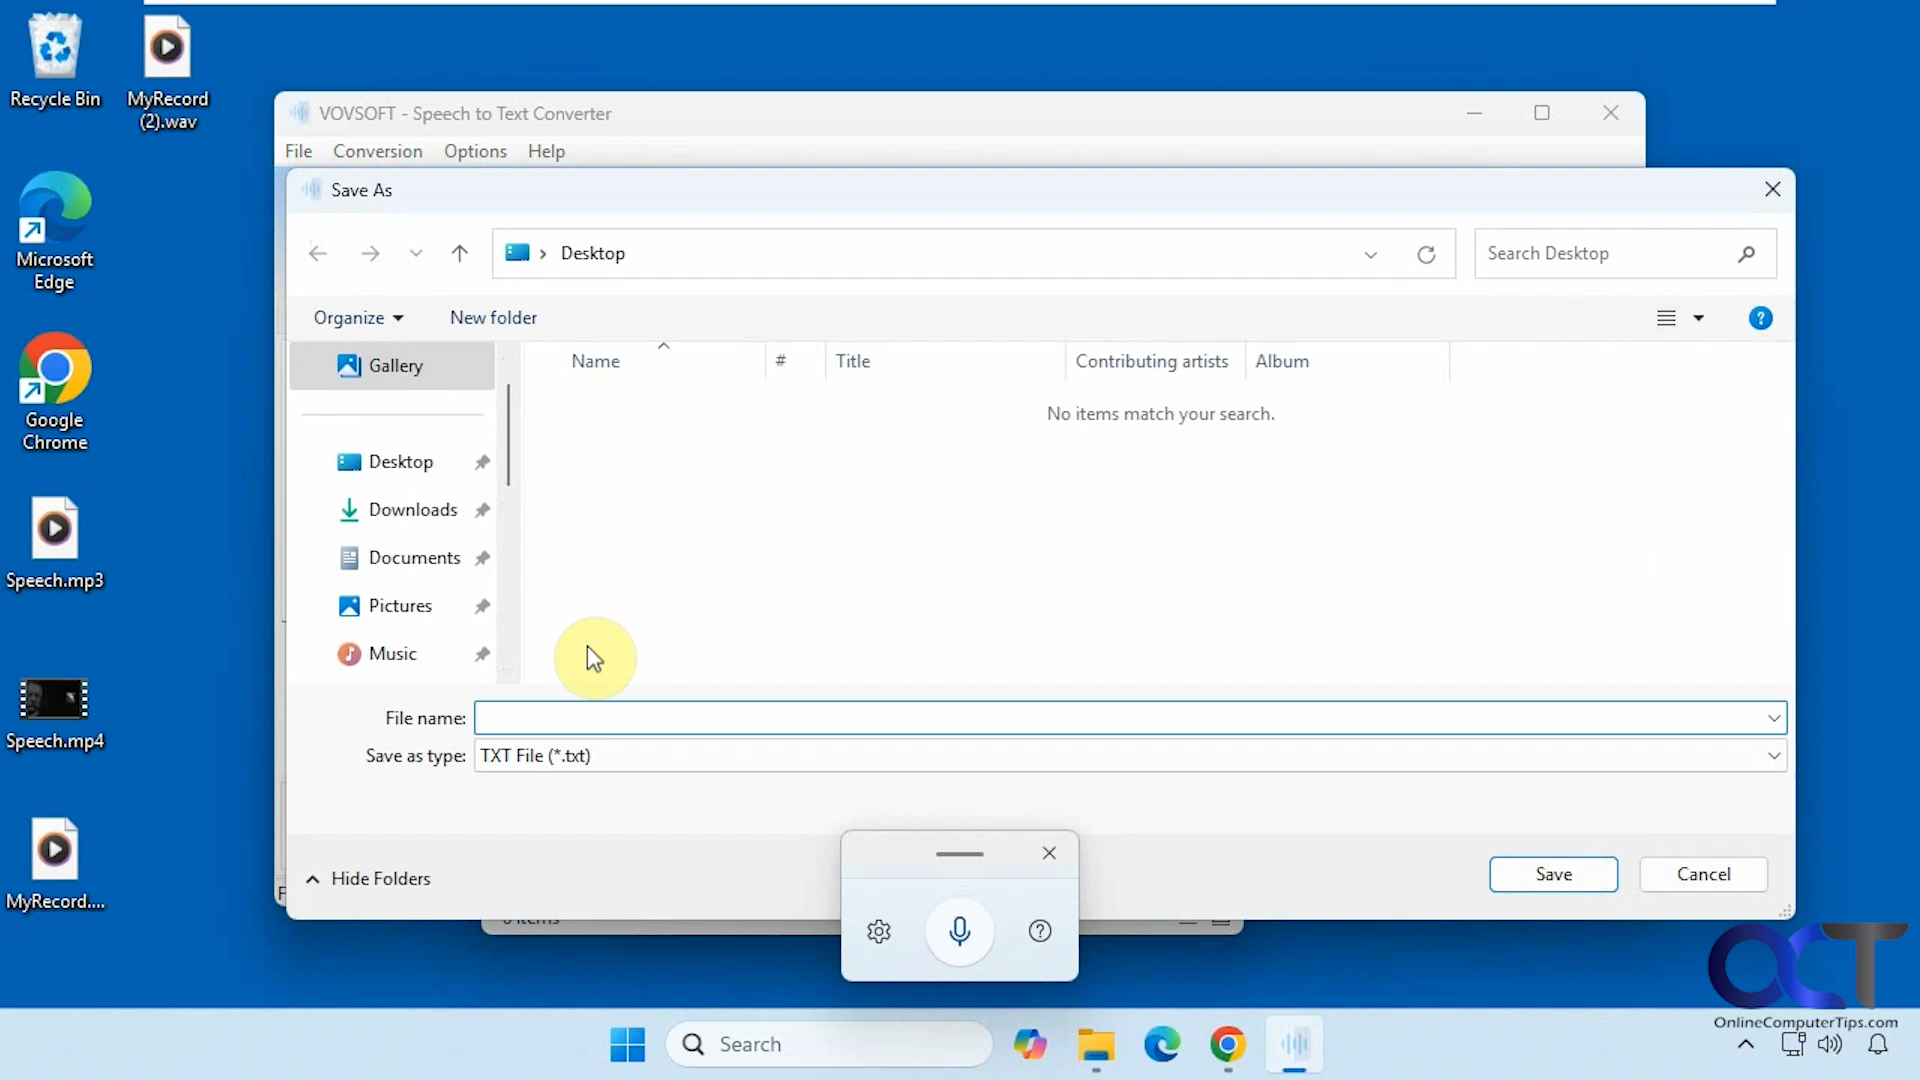 Recycle Bin
MyRecord
(2).wav
Microsoft
Edge
Google
Chrome
Speech.mp3
Speech.mp4
MyRecord....
VOVSOFT - Speech to Text Converter
File Conversion Options Help
Save As
Desktop
Search Desktop
Organize New folder
Gallery
Desktop
Downloads
Documents
Pictures
Music
Name # Title Contributing artists Album
No items match your search.
File name:
Save as type: TXT File (*.txt)
Hide Folders
Save Cancel
OCT
OnlineComputerTips.com
Search